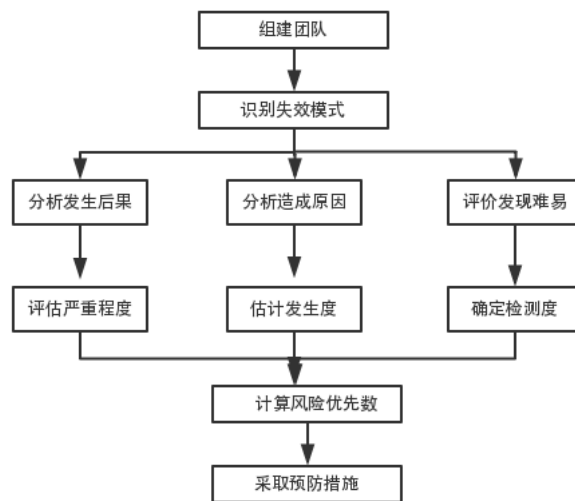 组建团队
识别失效模式
分析发生后果
分析造成原因
评价发现难易
评估严重程度
估计发生度
确定检测度
计算风险优先数
采取预防措施